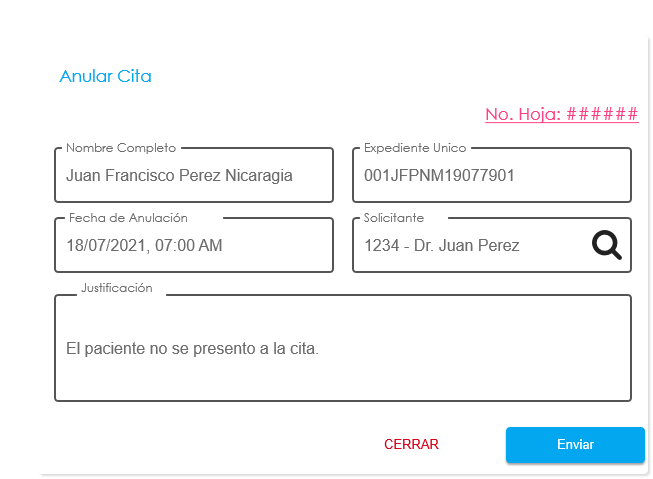 Anular Cita
No. Hoja: ######
Nombre Completo
Juan Francisco Perez Nicaragia
Expediente Unico
001JFPNM19077901
Fecha de Anulación
18/07/2021, 07:00 AM
Solicitante
1234 - Dr. Juan Perez
Justificación
El paciente no se presento a la cita.
CERRAR
Enviar